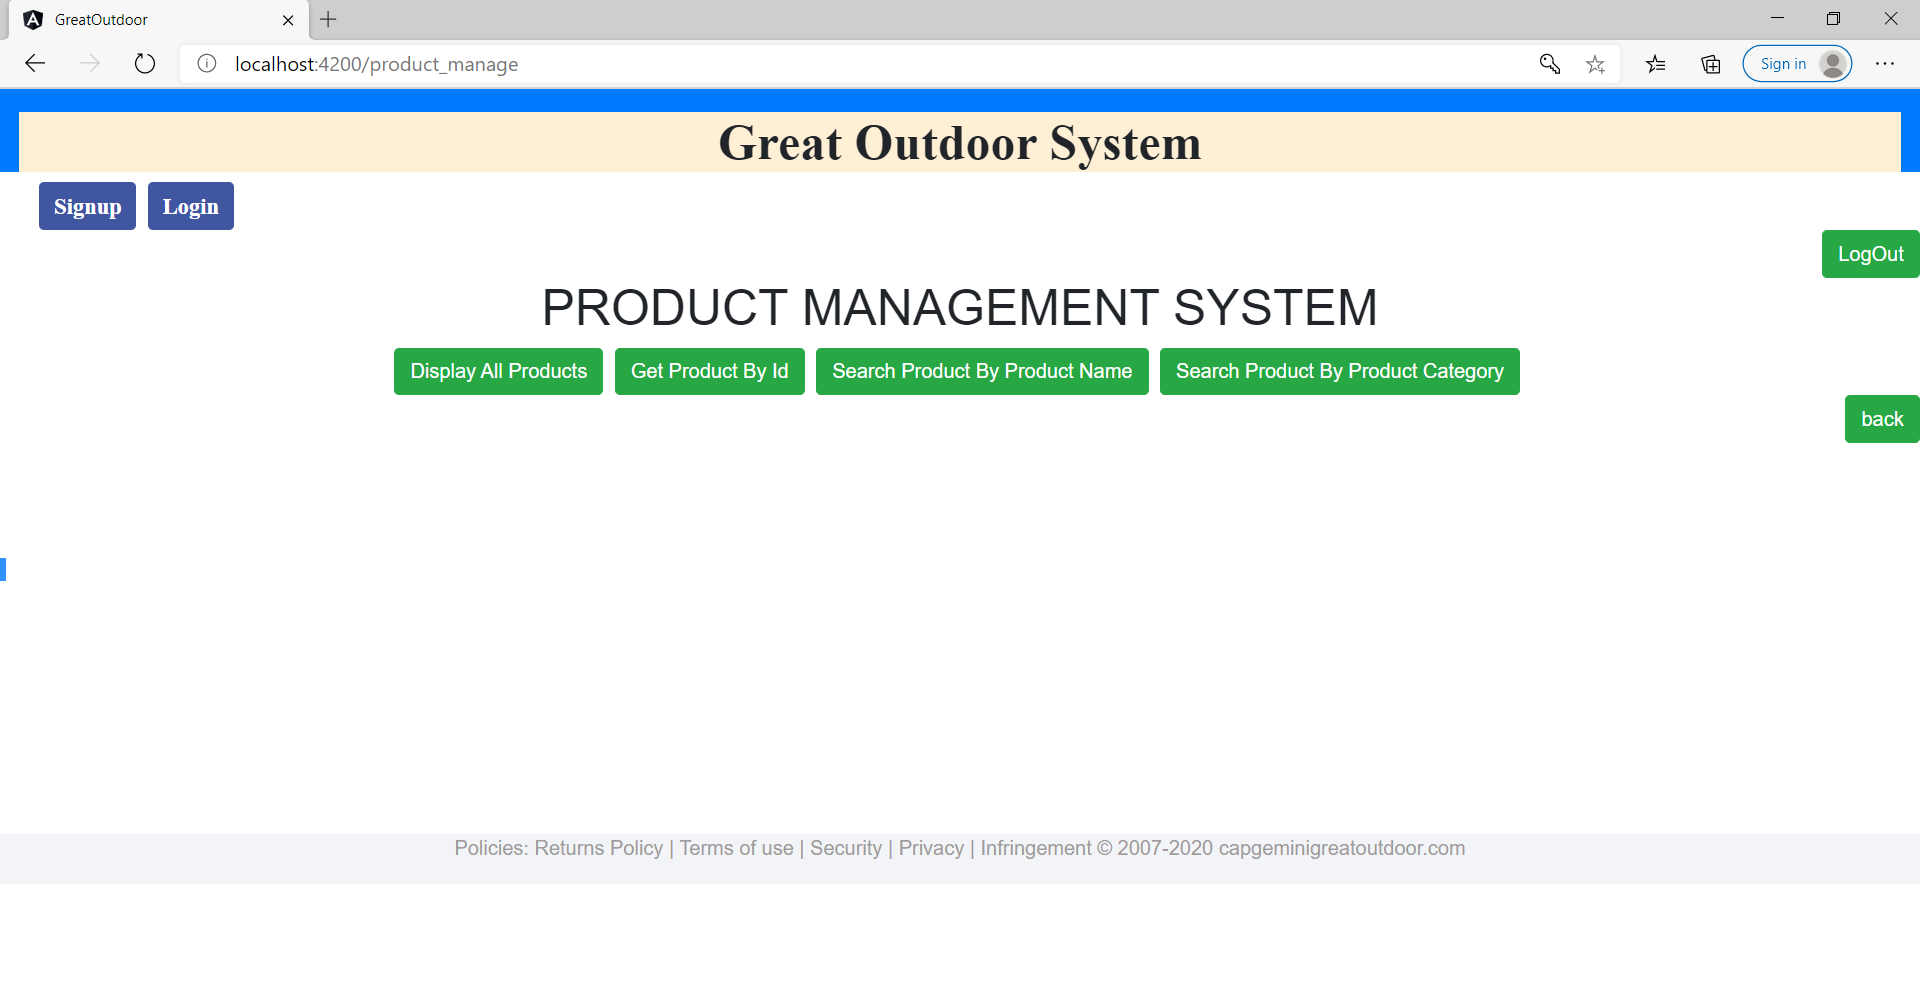 GreatOutdoor
localhost:4200/product_manage
Sign in
Great Outdoor System
Signup Login
LogOut
PRODUCT MANAGEMENT SYSTEM
Display All Products Get Product By Id Search Product By Product Name Search Product By Product Category
back
Policies: Returns Policy | Terms of use | Security | Privacy | Infringement © 2007-2020 capgeminigreatoutdoor.com